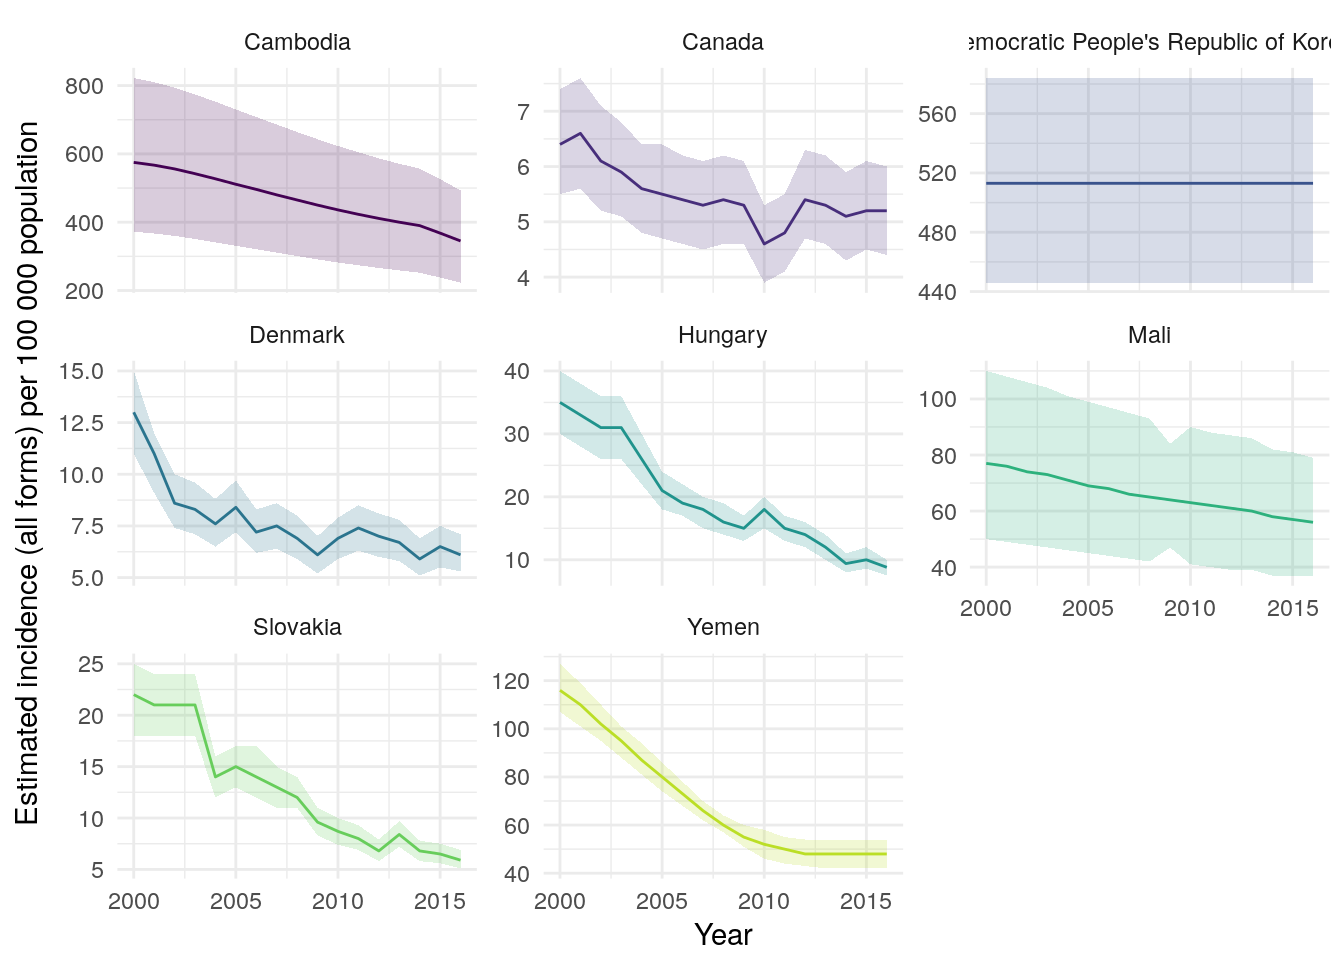 Cambodia
Canada
emocratic People's Republic of Kor
800
600
400
200
7
6
5
4
560
520
480
440
Denmark
Hungary
Mali
15.0
12.5
10.0
7.5
5.0
40
30
20
10
100
80
60
40
2000 2005 2010 2015
Slovakia
Yemen
25
20
15
10
5
120
100
80
60
40
2000 2005 2010 2015
2000 2005 2010 2015
Year
Estimated incidence (all forms) per 100 000 population